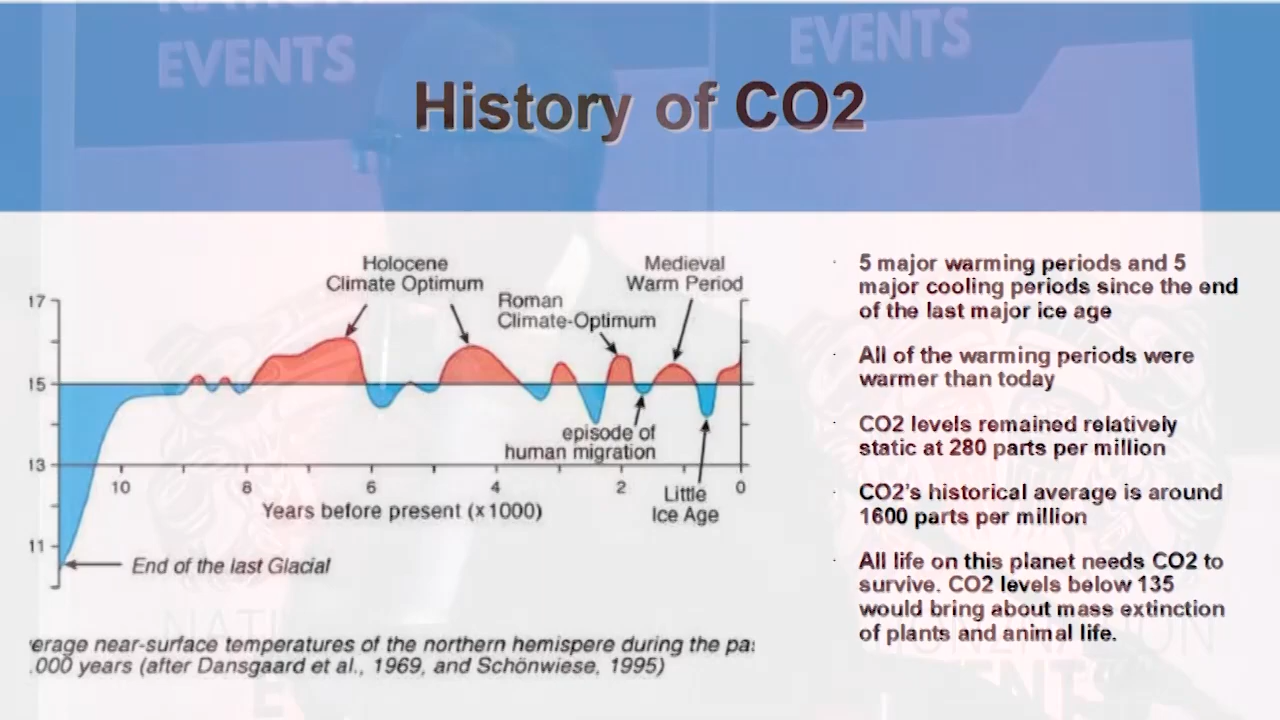 EVENTS
EVENTS
History of CO2
Holocene
Climate Optimum
Medieval
Warm Period
Roman
Climate-Optimum
17
15
13
11
episode of
human migration
10
8
6
4
2
0
Years before present (x1000)
Little
Ice Age
End of the last Glacial
erage near-surface temperatures of the northern hemispere during the pa
.000 years (after Dansgaard et al., 1969, and Schönwiese, 1995)
· 5 major warming periods and 5
major cooling periods since the end
of the last major ice age
· All of the warming periods were
warmer than today
· CO2 levels remained relatively
static at 280 parts per million
· CO2's historical average is around
1600 parts per million
· All life on this planet needs CO2 to
survive. CO2 levels below 135
would bring about mass extinction
of plants and animal life.